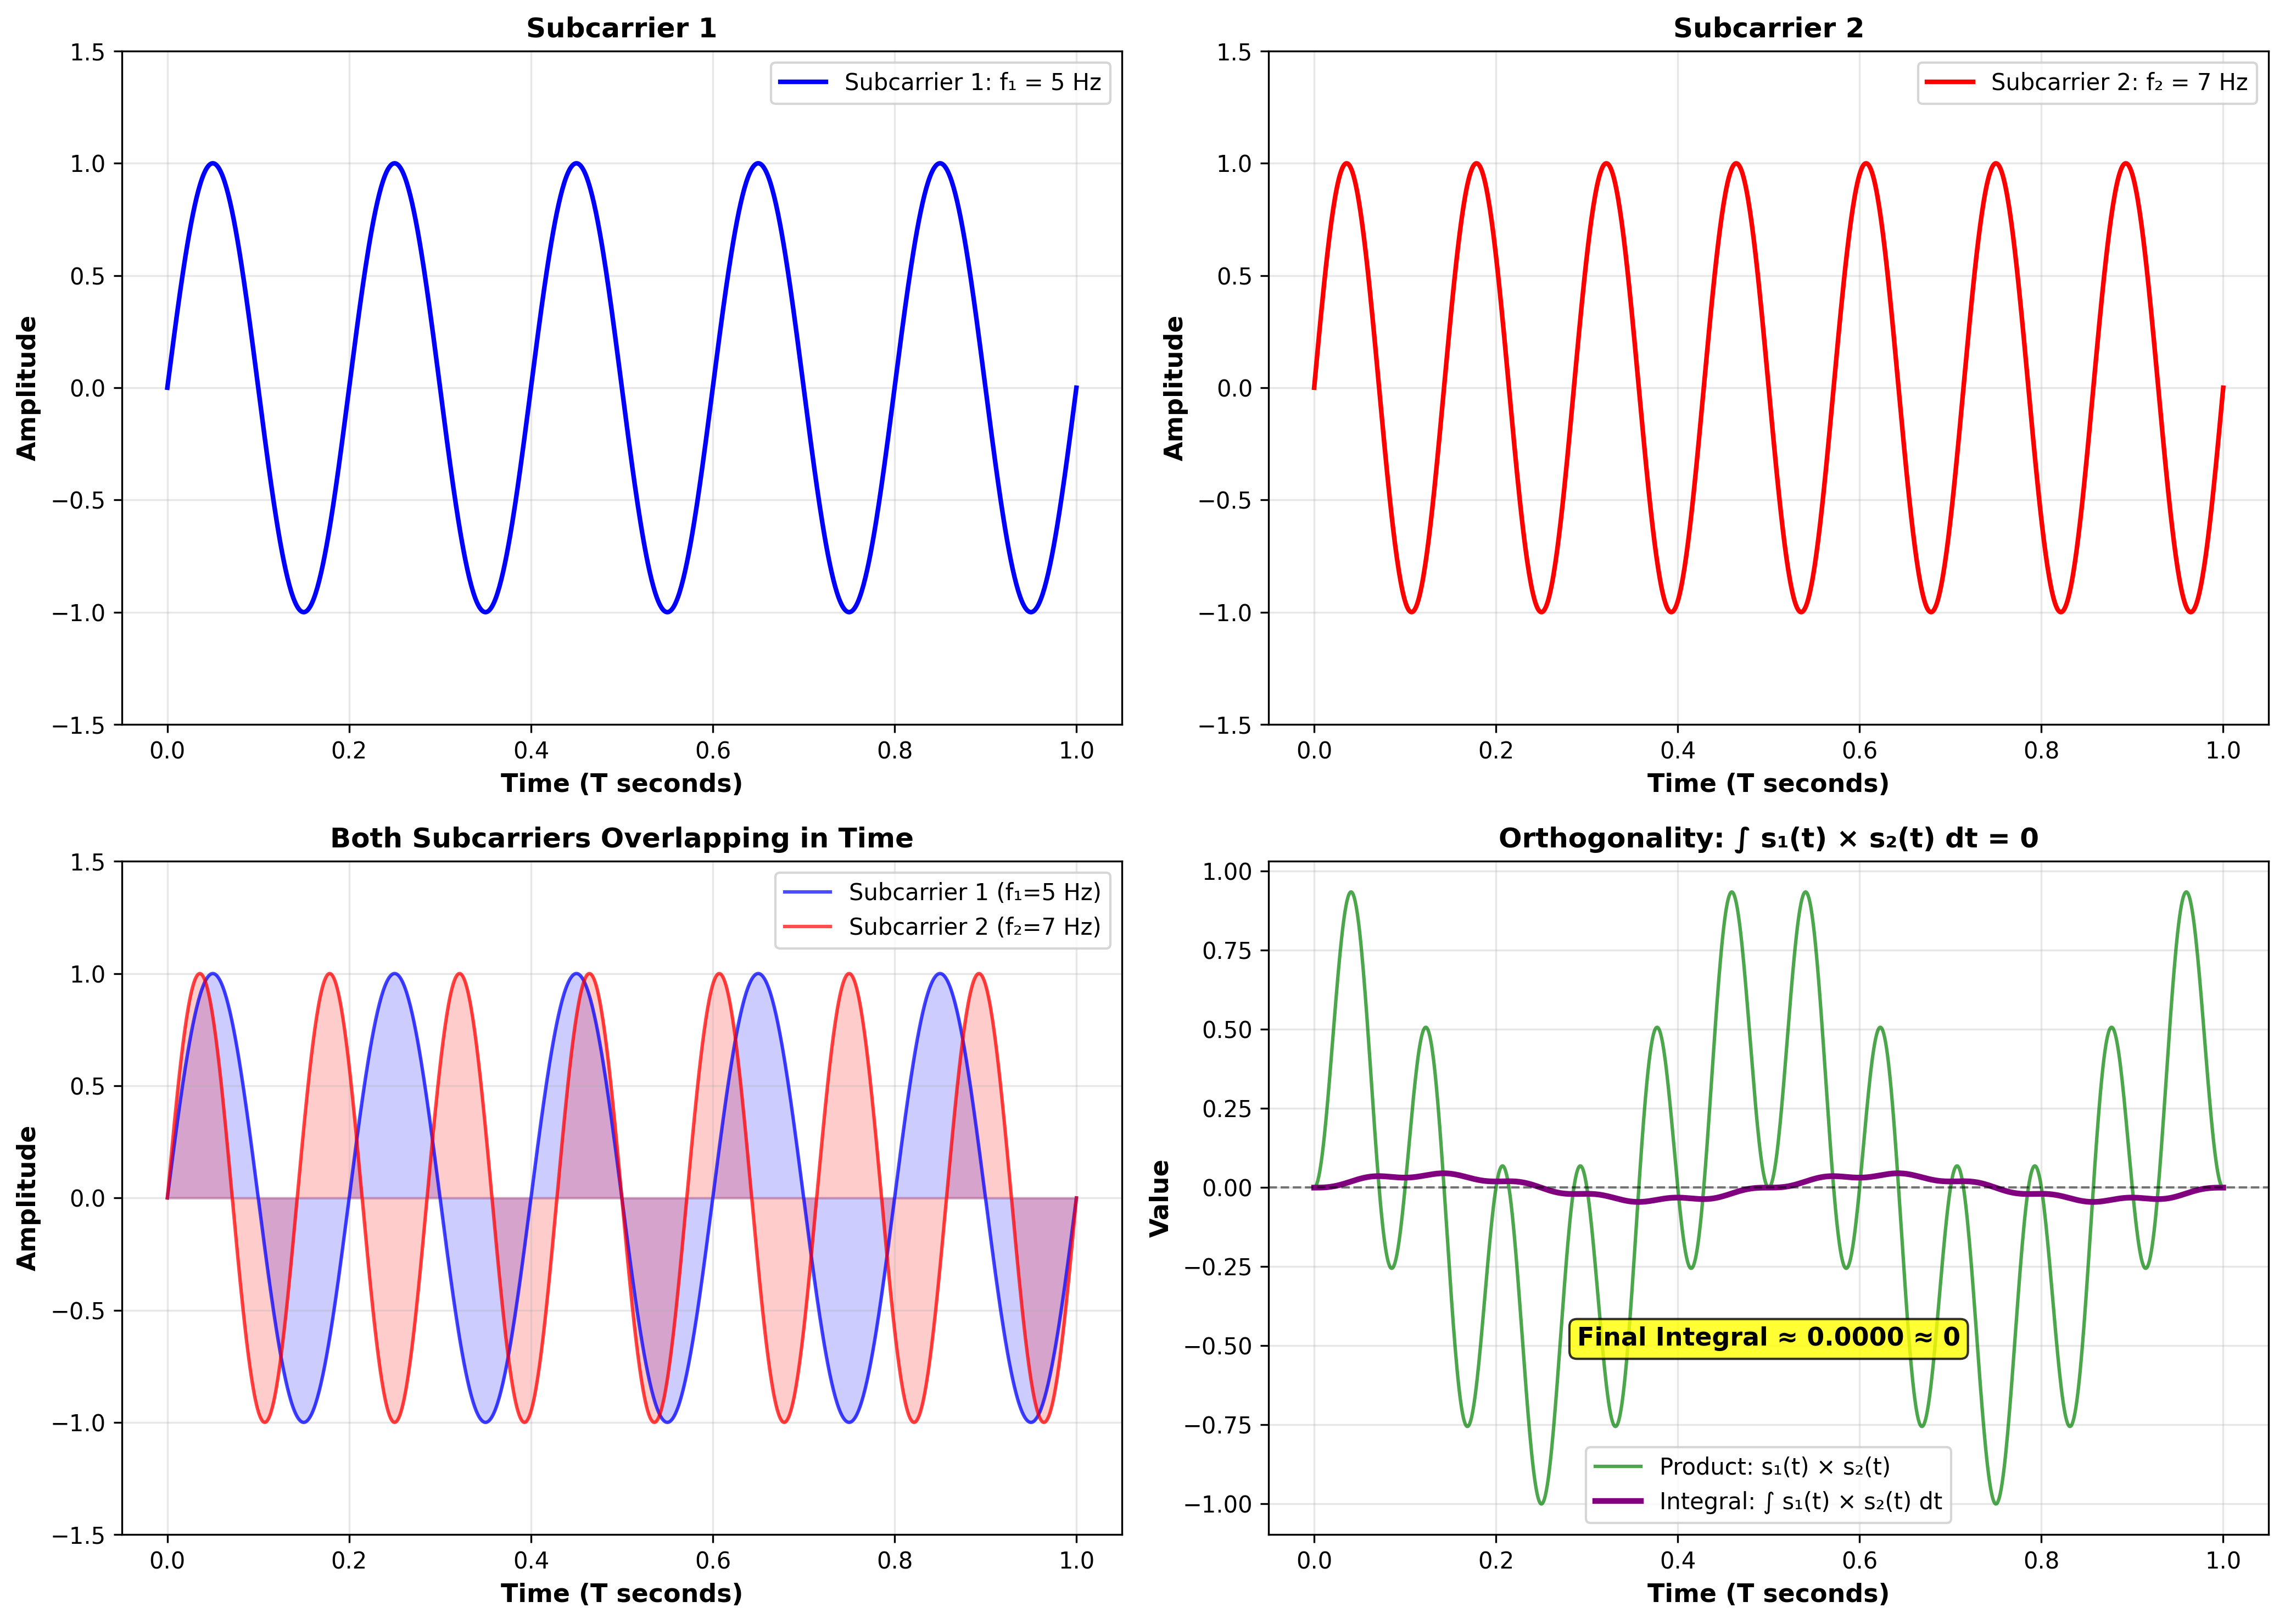 Subcarrier 1
Subcarrier 1: f₁ = 5 Hz
1.5
1.0
0.5
0.0
−0.5
−1.0
−1.5
Amplitude
0.0 0.2 0.4 0.6 0.8 1.0
Time (T seconds)
Subcarrier 2
Subcarrier 2: f₂ = 7 Hz
1.5
1.0
0.5
0.0
−0.5
−1.0
−1.5
Amplitude
0.0 0.2 0.4 0.6 0.8 1.0
Time (T seconds)
Both Subcarriers Overlapping in Time
Subcarrier 1 (f₁=5 Hz)
Subcarrier 2 (f₂=7 Hz)
1.5
1.0
0.5
0.0
−0.5
−1.0
−1.5
Amplitude
0.0 0.2 0.4 0.6 0.8 1.0
Time (T seconds)
Orthogonality: ∫ s₁(t) × s₂(t) dt = 0
1.00
0.75
0.50
0.25
0.00
−0.25
−0.50
−0.75
−1.00
Value
Final Integral ≈ 0.0000 ≈ 0
Product: s₁(t) × s₂(t)
Integral: ∫ s₁(t) × s₂(t) dt
0.0 0.2 0.4 0.6 0.8 1.0
Time (T seconds)